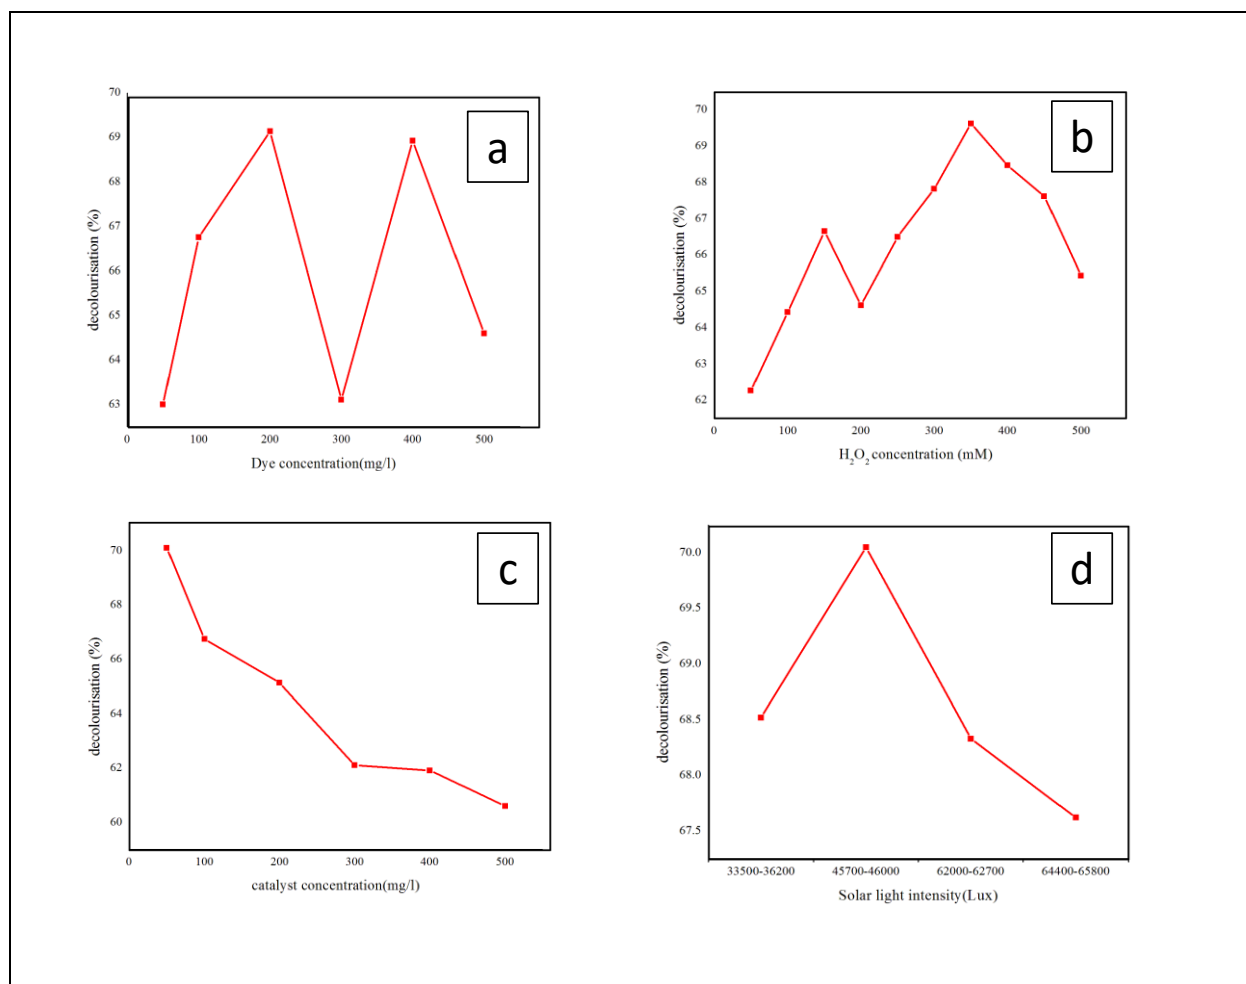 a
70
69
68
67
66
65
64
63
decolourisation (%)
0 100 200 300 400 500
Dye concentration(mg/l)
b
70
69
68
67
66
65
64
63
62
decolourisation (%)
0 100 200 300 400 500
H₂O₂ concentration (mM)
c
70
68
66
64
62
60
decolourisation (%)
0 100 200 300 400 500
catalyst concentration(mg/l)
d
70.0
69.5
69.0
68.5
68.0
67.5
decolourisation (%)
33500-36200 45700-46000 62000-62700 64400-65800
Solar light intensity(Lux)